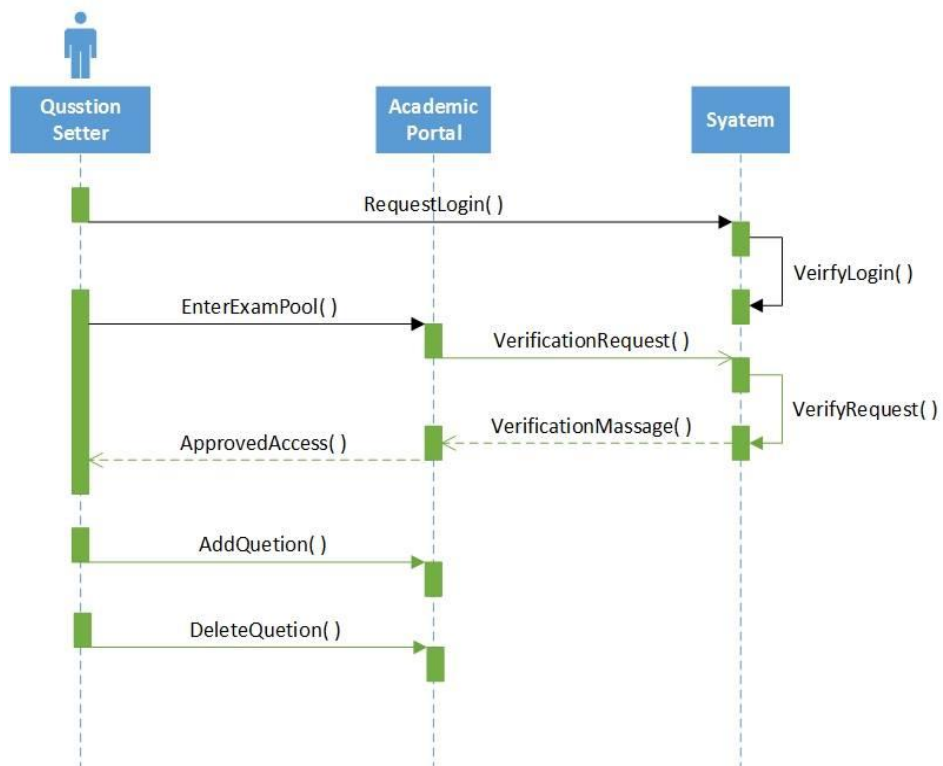 Qusstion
Setter
Academic
Portal
Syatem
RequestLogin( )
VeirfyLogin( )
EnterExamPool( )
VerificationRequest( )
VerifyRequest( )
VerificationMassage( )
ApprovedAccess( )
AddQuetion( )
DeleteQuetion( )